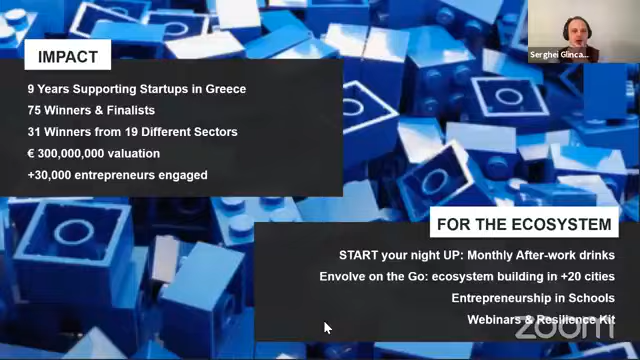 IMPACT
9 Years Supporting Startups in Greece
75 Winners & Finalists
31 Winners from 19 Different Sectors
€ 300,000,000 valuation
+30,000 entrepreneurs engaged
Serghei Glinca...
FOR THE ECOSYSTEM
START your night UP: Monthly After-work drinks
Envolve on the Go: ecosystem building in +20 cities
Entrepreneurship in Schools
Webinars & Resilience Kit
zoom